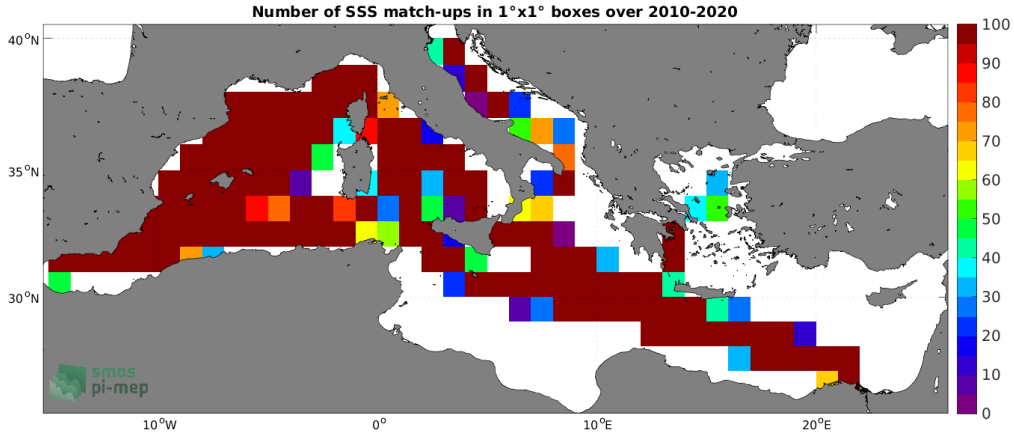 Number of SSS match-ups in 1°x1° boxes over 2010-2020
40°N
35°N
30°N
10°W
0°
10°E
20°E
100
90
80
70
60
50
40
30
20
10
0
smos
pi-mep